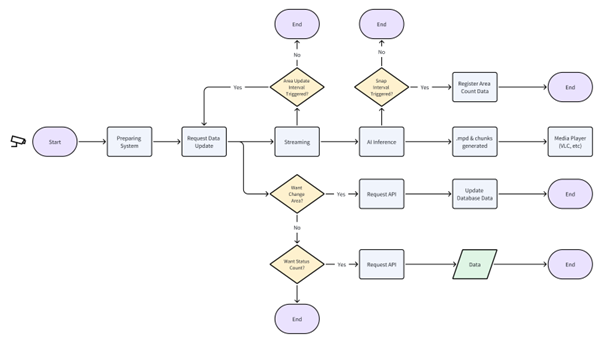 End
End
No
No
Area Update
Interval
Triggered?
Yes
Snap
Interval
Triggered?
Yes
Register Area
Count Data
End
Start
Preparing
System
Request Data
Update
Streaming
AI Inference
.mpd & chunks
generated
Media Player
(VLC, etc)
Want
Change
Area?
Yes
Request API
Update
Database Data
End
No
Want Status
Count?
Yes
Request API
Data
End
End